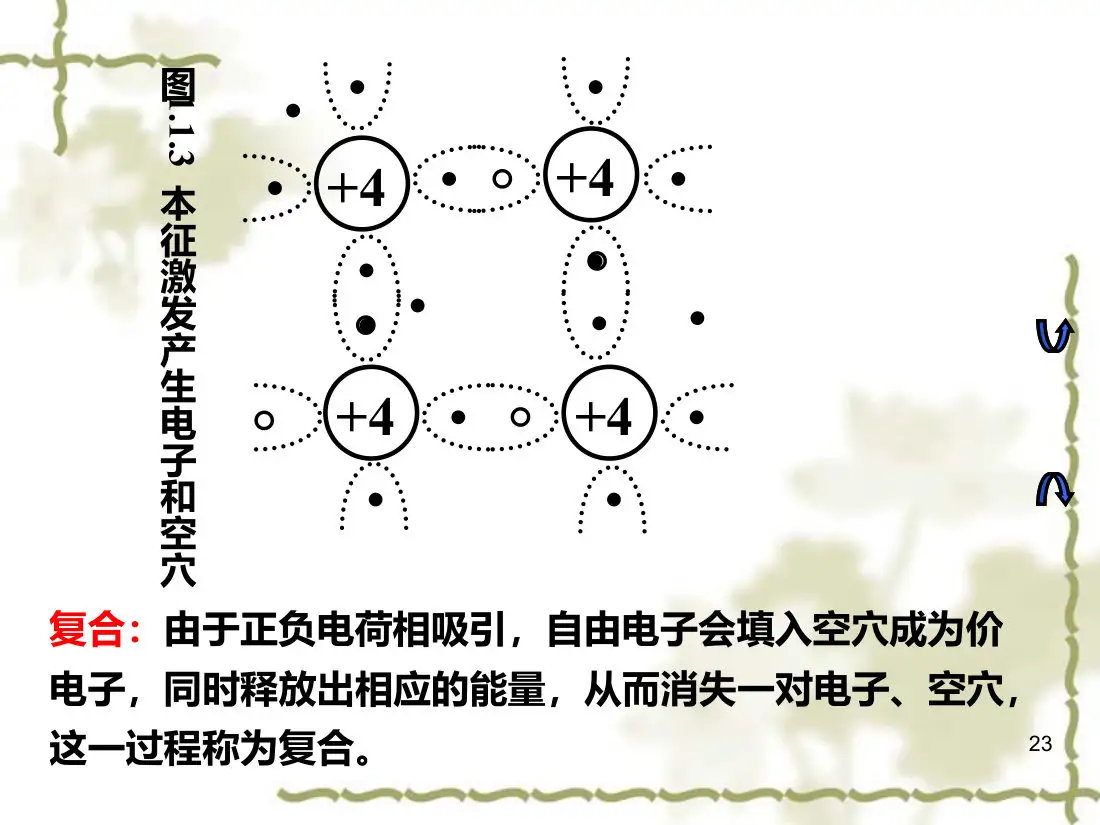 图1.1.3 本征激发产生电子和空穴
+4
+4
+4
+4
复合：由于正负电荷相吸引，自由电子会填入空穴成为价
电子，同时释放出相应的能量，从而消失一对电子、空穴，
这一过程称为复合。
23